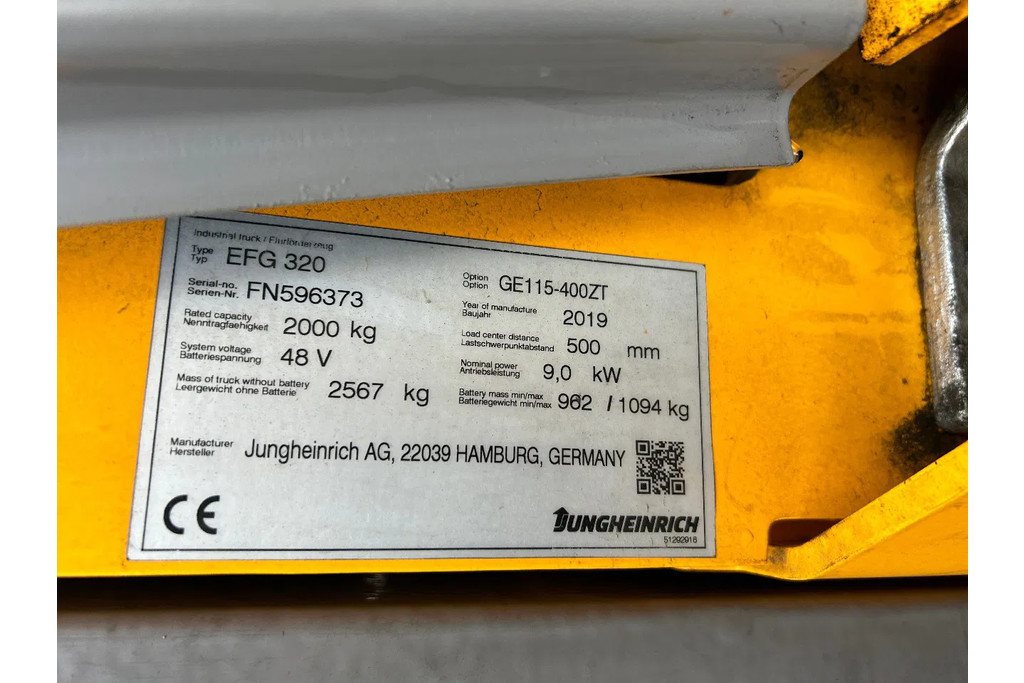 Industrial truck / Flurförderzeug
Type
Typ EFG 320
Option
Option GE115-400ZT
Serial-no.
Serien-Nr. FN596373
Year of manufacture
Baujahr 2019
Rated capacity
Nenntragfaehigkeit 2000 kg
Load center distance
Lastschwerpunktabstand 500 mm
System voltage
Batteriespannung 48 V
Nominal power
Antriebsleistung 9,0 kW
Mass of truck without battery
Leergewicht ohne Batterie 2567 kg
Battery mass min/max
Batteriegewicht min/max 962 / 1094 kg
Manufacturer
Hersteller Jungheinrich AG, 22039 HAMBURG, GERMANY
CE
JUNGHEINRICH
51292918